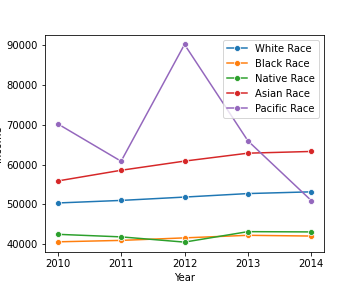 90000
80000
70000
60000
50000
40000
2010
2011
2012
2013
2014
Year
White Race
Black Race
Native Race
Asian Race
Pacific Race